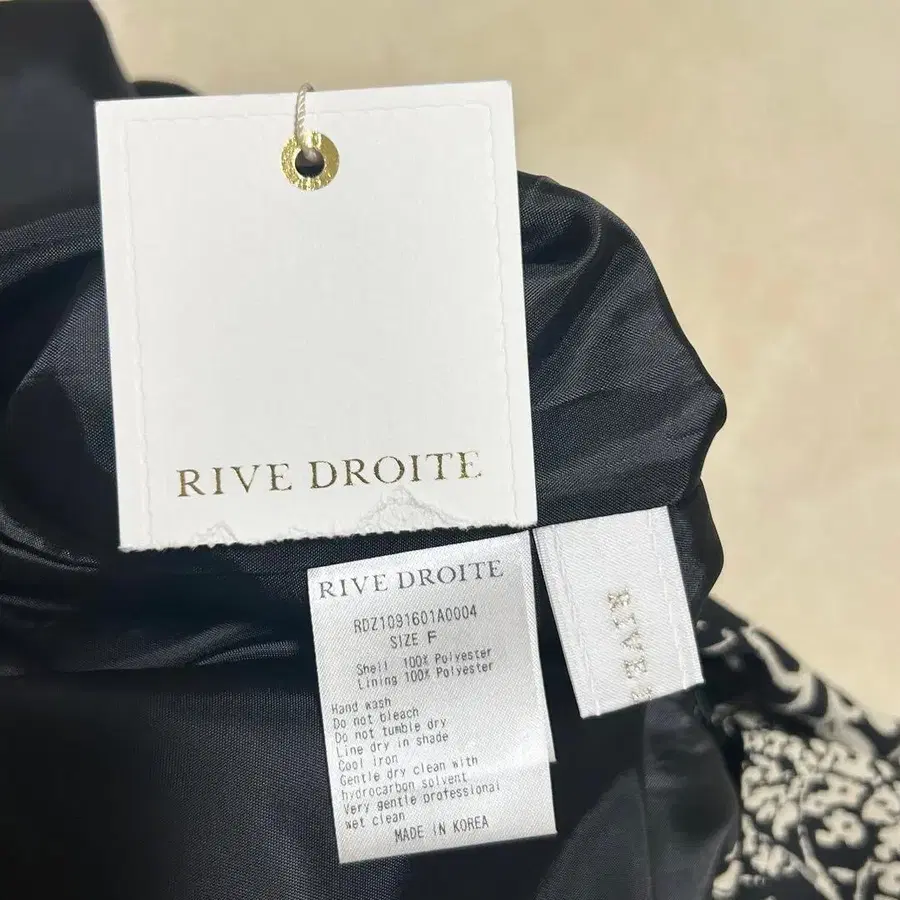 RIVE DROITE
RIVE DROITE
RDZ1091601A0004
SIZE F
Shell 100% Polyester
Lining 100% Polyester
Hand wash
Do not bleach
Do not tumble dry
Line dry in shade
Cool iron
Gentle dry clean with
hydrocarbon solvent
Very gentle professional
wet clean
MADE IN KOREA
RIVE